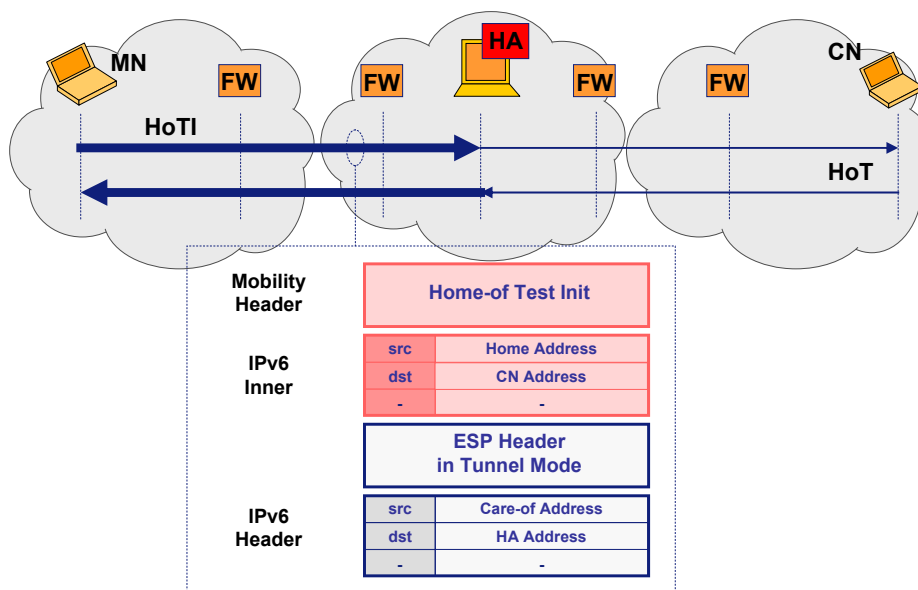 MN
HA
CN
FW
FW
FW
FW
HoTI
HoT
Mobility
Header
Home-of Test Init
IPv6
Inner
src
Home Address
dst
CN Address
-
-
ESP Header
in Tunnel Mode
IPv6
Header
src
Care-of Address
dst
HA Address
-
-